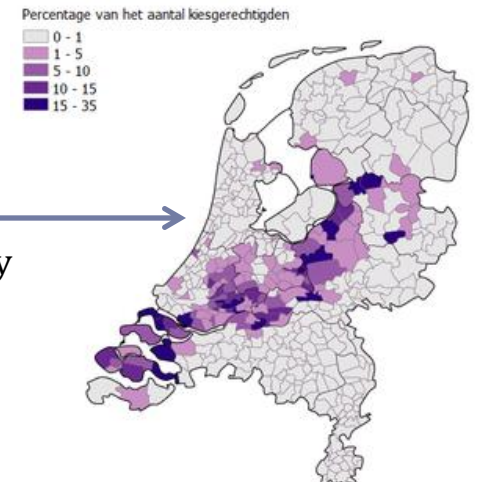 Percentage van het aantal kiesgerechtigden
0 - 1
1 - 5
5 - 10
10 - 15
15 - 35
y